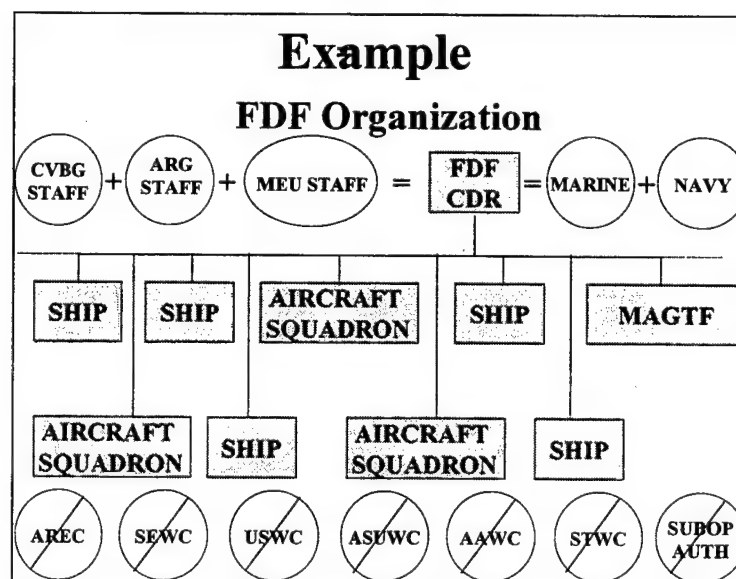 Example
FDF Organization
CVBG
STAFF
+
ARG
STAFF
+
MEU STAFF
=
FDF
CDR
=
MARINE
+
NAVY
SHIP
SHIP
AIRCRAFT
SQUADRON
SHIP
MAGTF
AIRCRAFT
SQUADRON
SHIP
AIRCRAFT
SQUADRON
SHIP
AREC
SEWC
USWC
ASUWC
AAWC
STWC
SUBOP
AUTH